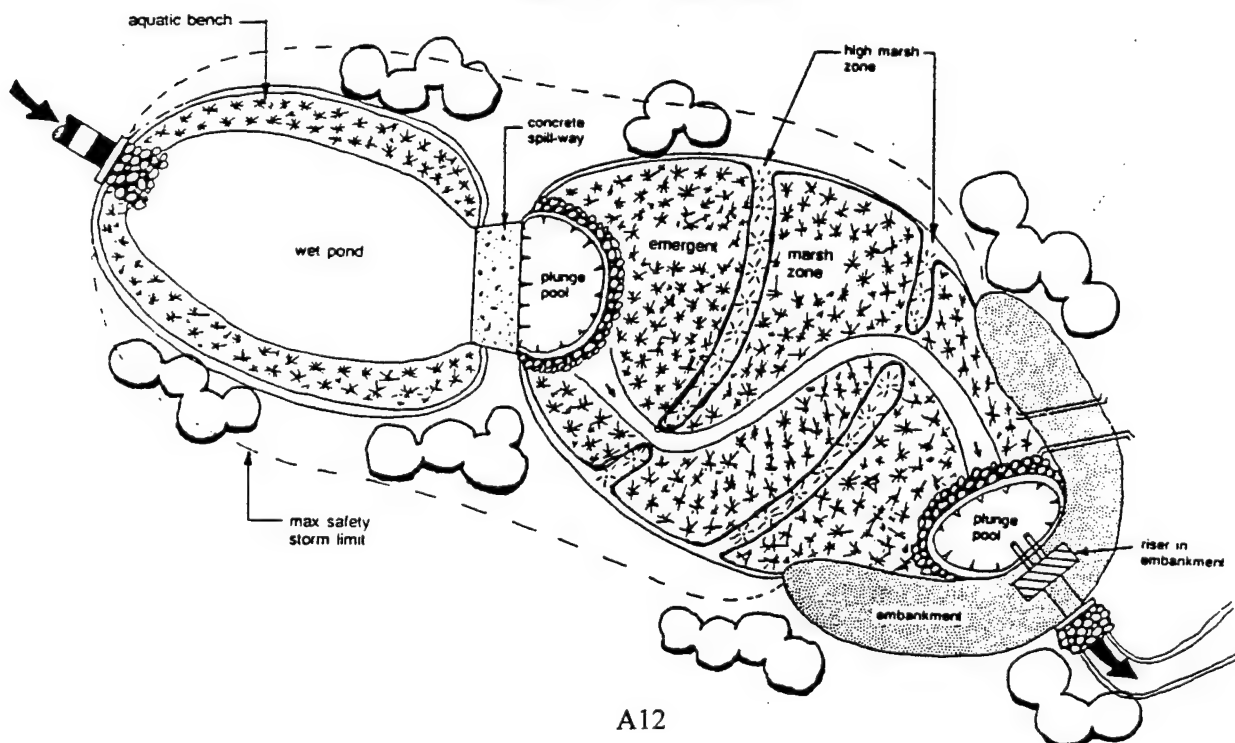 aquatic bench
high marsh
zone
concrete
spill-way
wet pond
plunge
pool
emergent
marsh
zone
max safety
storm limit
plunge
pool
riser in
embankment
embankment
A12